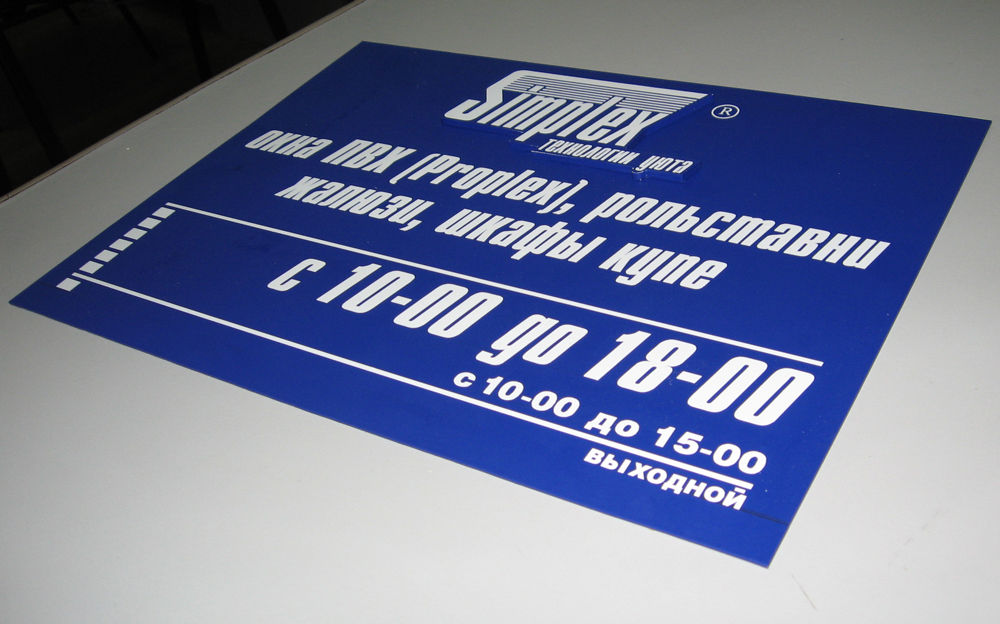 Simplex ®
технологии уюта
окна ПВХ (Proplex), рольставни
жалюзи, шкафы купе
с 10-00 до 18-00
с 10-00 до 15-00
выходной